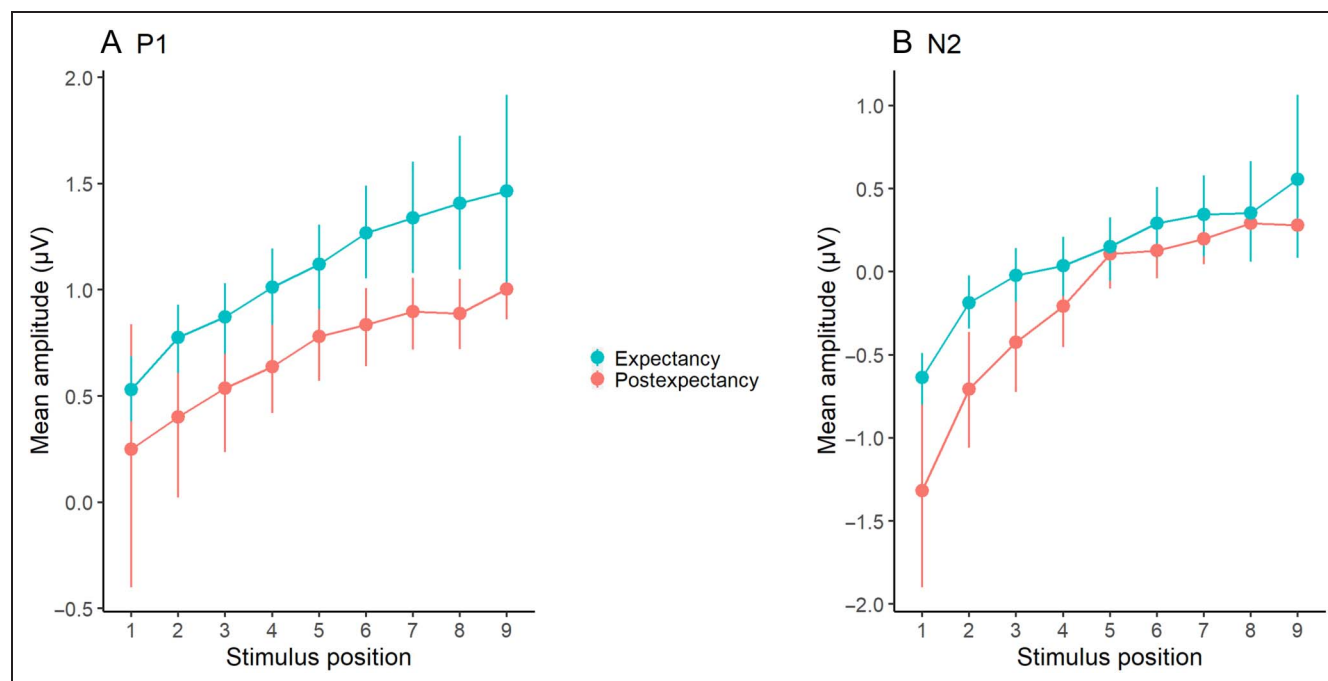 A P1
Mean amplitude (µV)
2.0
1.5
1.0
0.5
0.0
−0.5
1 2 3 4 5 6 7 8 9
Stimulus position
Expectancy
Postexpectancy
B N2
Mean amplitude (µV)
1.0
0.5
0.0
−0.5
−1.0
−1.5
−2.0
1 2 3 4 5 6 7 8 9
Stimulus position